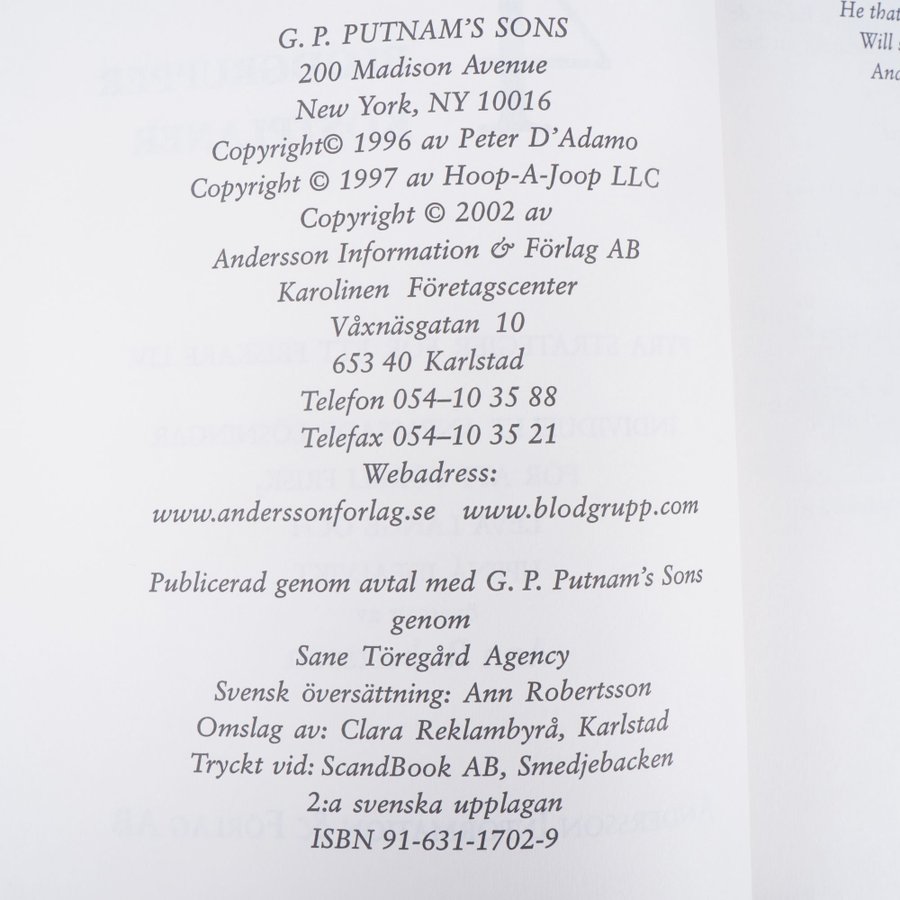 G. P. PUTNAM'S SONS
200 Madison Avenue
New York, NY 10016
Copyright© 1996 av Peter D'Adamo
Copyright © 1997 av Hoop-A-Joop LLC
Copyright © 2002 av
Andersson Information & Förlag AB
Karolinen Företagscenter
Våxnäsgatan 10
653 40 Karlstad
Telefon 054–10 35 88
Telefax 054–10 35 21
Webadress:
www.anderssonforlag.se www.blodgrupp.com
Publicerad genom avtal med G. P. Putnam's Sons
genom
Sane Töregård Agency
Svensk översättning: Ann Robertsson
Omslag av: Clara Reklambyrå, Karlstad
Tryckt vid: ScandBook AB, Smedjebacken
2:a svenska upplagan
ISBN 91-631-1702-9
He that
Will
And